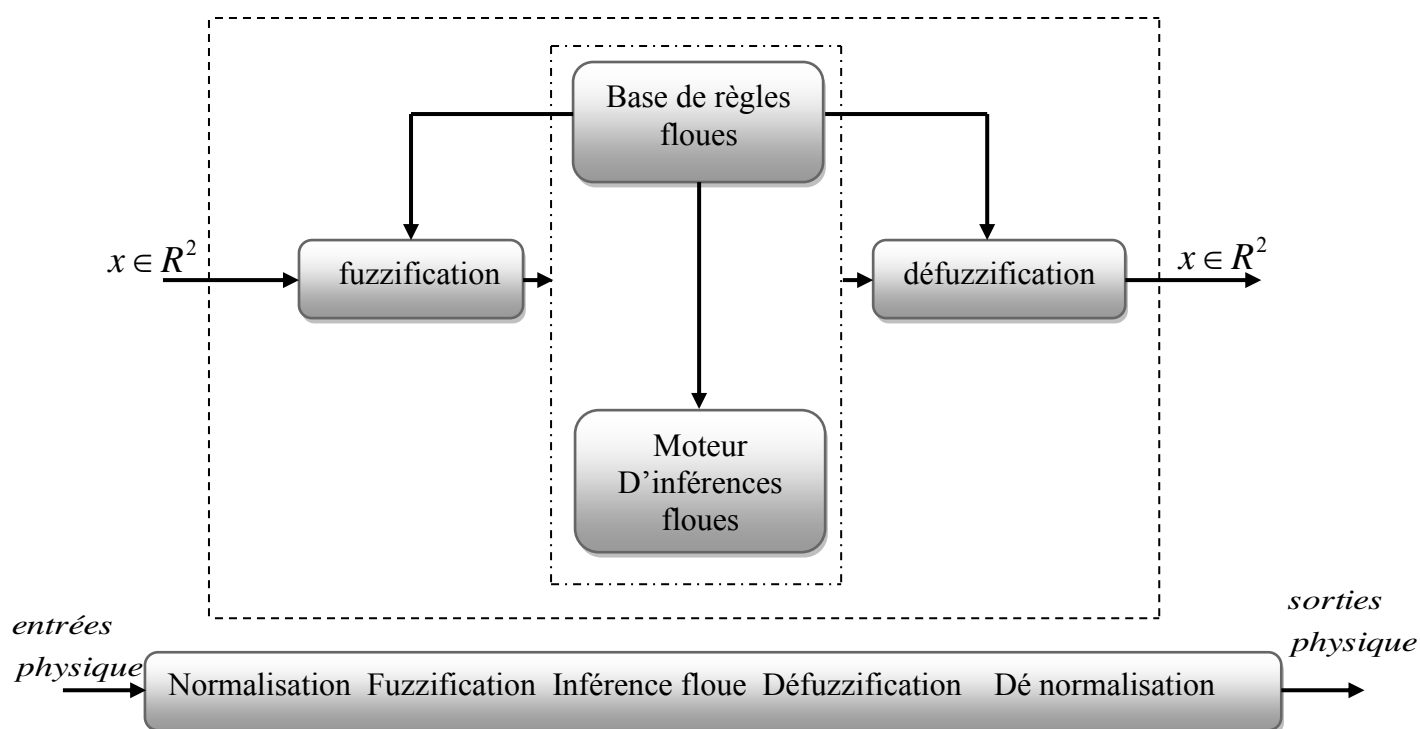 Base de règles
floues
x ∈ R²
fuzzification
défuzzification
x ∈ R²
Moteur
D’inférences
floues
entrées
physique
sorties
physique
Normalisation Fuzzification Inférence floue Défuzzification Dé normalisation